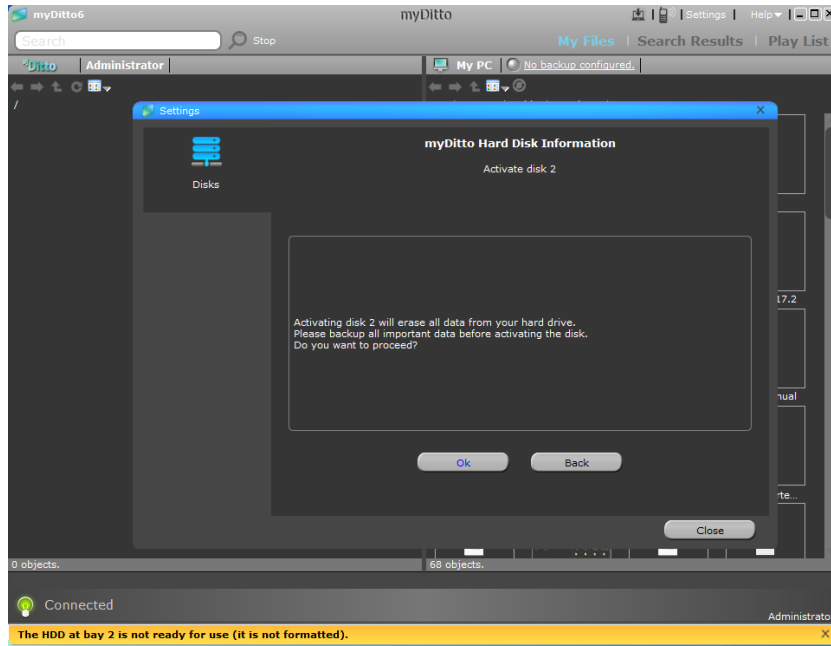 myDitto6
myDitto
Settings
Help
Search
Stop
My Files
Search Results
Play List
Ditto
Administrator
My PC
No backup configured.
/
Settings
X
Disks
myDitto Hard Disk Information
Activate disk 2
Activating disk 2 will erase all data from your hard drive.
Please backup all important data before activating the disk.
Do you want to proceed?
Ok
Back
Close
17.2
nual
rte...
0 objects.
68 objects.
Connected
Administrato
The HDD at bay 2 is not ready for use (it is not formatted).
X